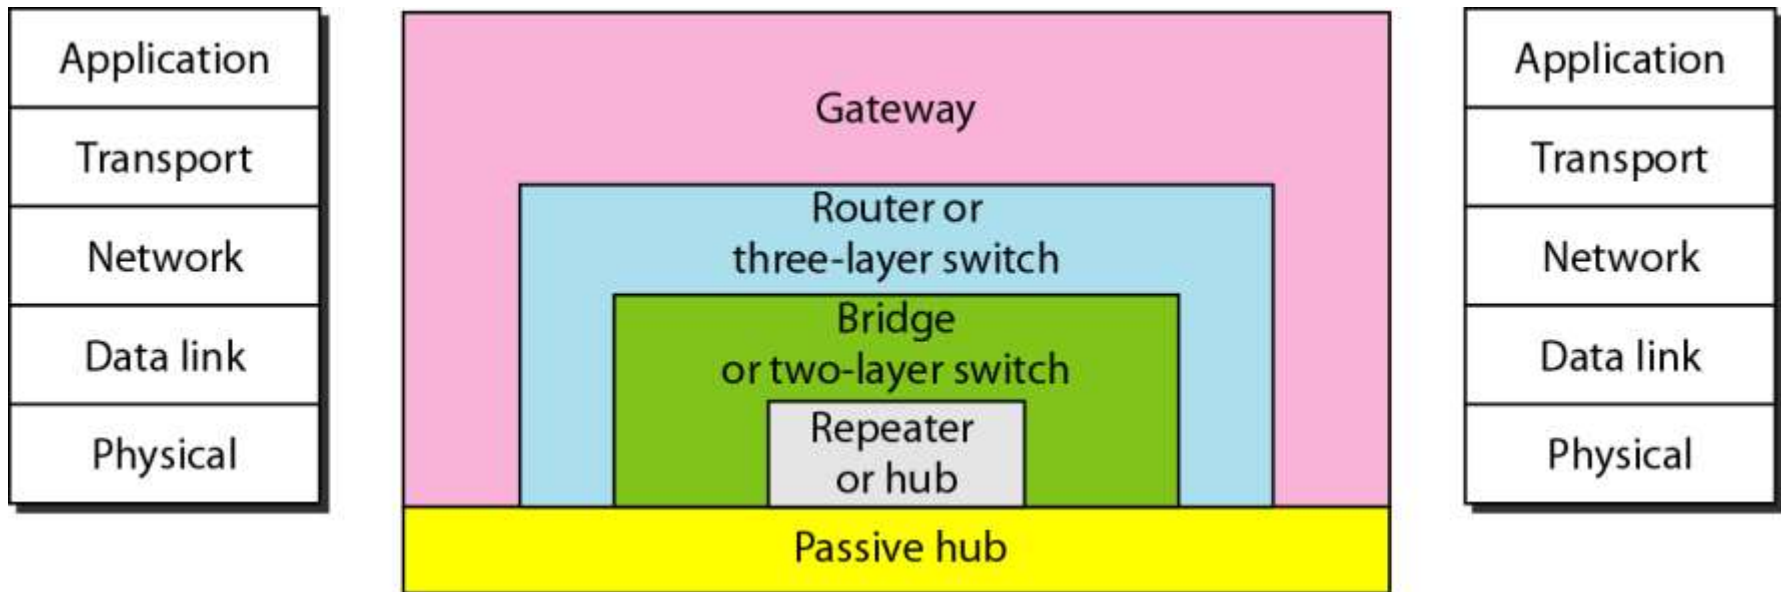 Application
Transport
Network
Data link
Physical
Gateway
Router or
three-layer switch
Bridge
or two-layer switch
Repeater
or hub
Passive hub
Application
Transport
Network
Data link
Physical